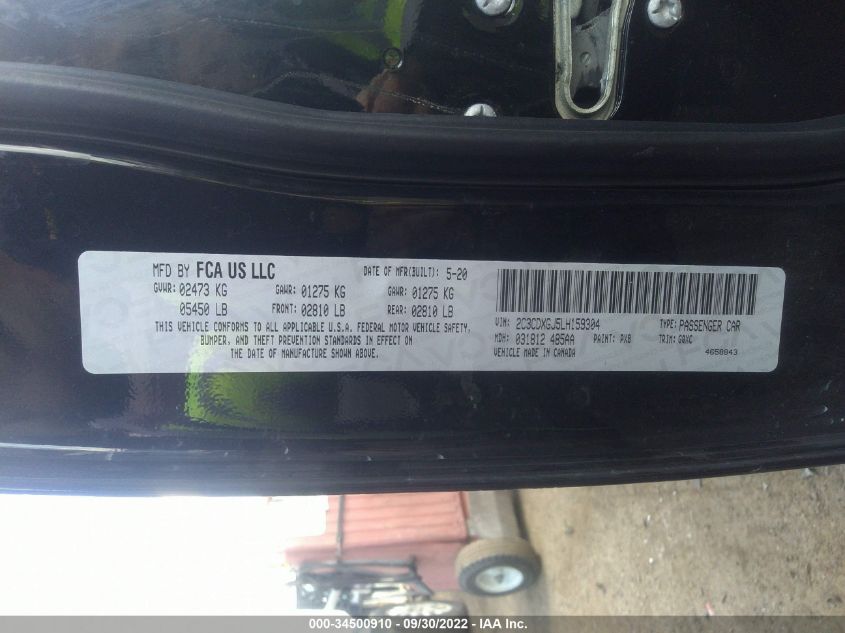 MFD BY FCA US LLC DATE OF MFR(BUILT): 5-20
GVWR: 02473 KG GAWR: 01275 KG GAWR: 01275 KG
05450 LB FRONT: 02810 LB REAR: 02810 LB
THIS VEHICLE CONFORMS TO ALL APPLICABLE U.S.A. FEDERAL MOTOR VEHICLE SAFETY,
BUMPER, AND THEFT PREVENTION STANDARDS IN EFFECT ON
THE DATE OF MANUFACTURE SHOWN ABOVE.
VIN: 2C3CDXGJ5LH159304 TYPE: PASSENGER CAR
MDH: 031812 485AA PAINT: PX8 TRIM: GQXC
VEHICLE MADE IN CANADA 4658843
000-34500910 - 09/30/2022 - IAA Inc.